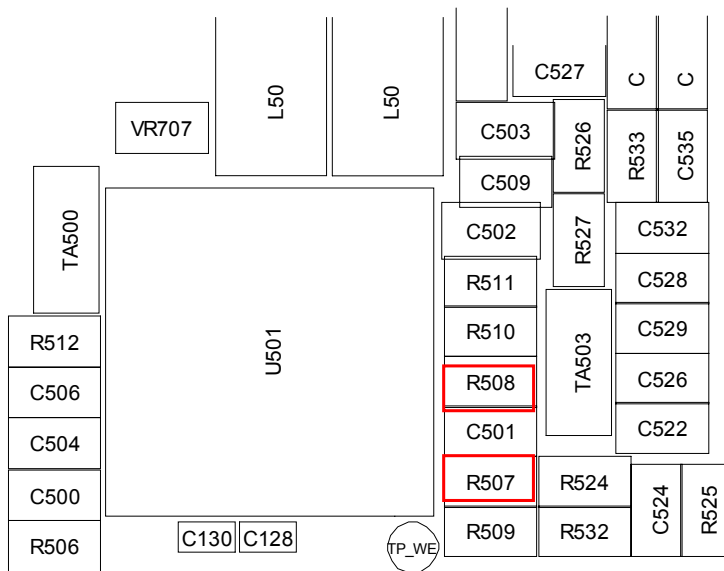 C527
C
C
L50
L50
VR707
C503
R526
R533
C535
C509
TA500
C502
R527
C532
R511
C528
R512
R510
U501
TA503
C529
C506
R508
C526
C504
C501
C522
C500
R507
R524
C524
R525
R506
C130
C128
TP_WE
R509
R532